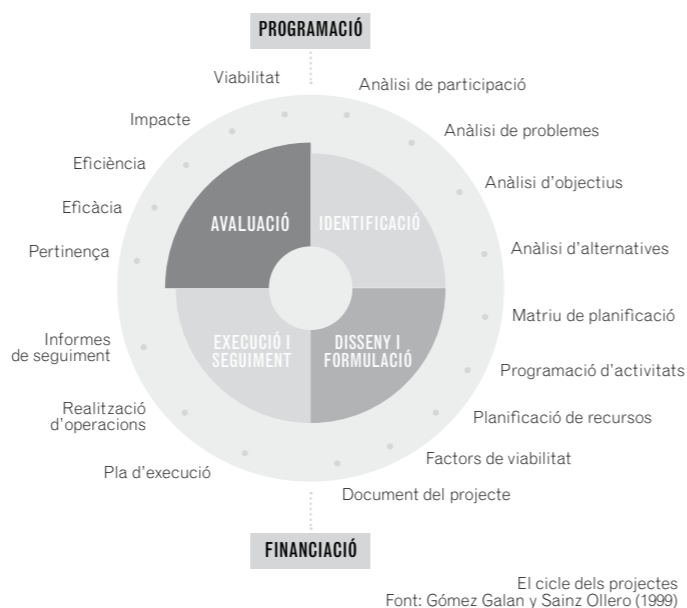 PROGRAMACIÓ
Viabilitat
Anàlisi de participació
Impacte
Anàlisi de problemes
Eficiència
Anàlisi d'objectius
Eficàcia
AVALUACIÓ
IDENTIFICACIÓ
Pertinença
Anàlisi d'alternatives
Matriu de planificació
Informes
de seguiment
EXECUCIÓ I
SEGUIMENT
DISSENY I
FORMULACIÓ
Programació d'activitats
Realització
d'operacions
Planificació de recursos
Pla d'execució
Factors de viabilitat
Document del projecte
FINANCIACIÓ
El cicle dels projectes
Font: Gómez Galan y Sainz Ollero (1999)